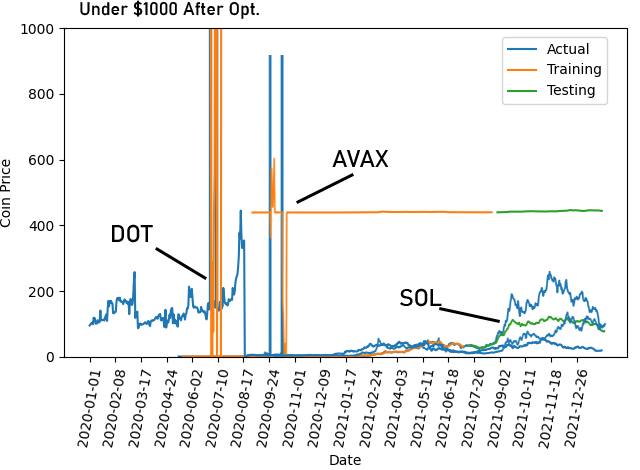 Under $1000 After Opt.
1000
800
600
400
200
0
Coin Price
Actual
Training
Testing
AVAX
DOT
SOL
2020-01-01
2020-02-08
2020-03-17
2020-04-24
2020-06-02
2020-07-10
2020-08-17
2020-09-24
2020-11-01
2020-12-09
2021-01-17
2021-02-24
2021-04-03
2021-05-11
2021-06-18
2021-07-26
2021-09-02
2021-10-11
2021-11-18
2021-12-26
Date